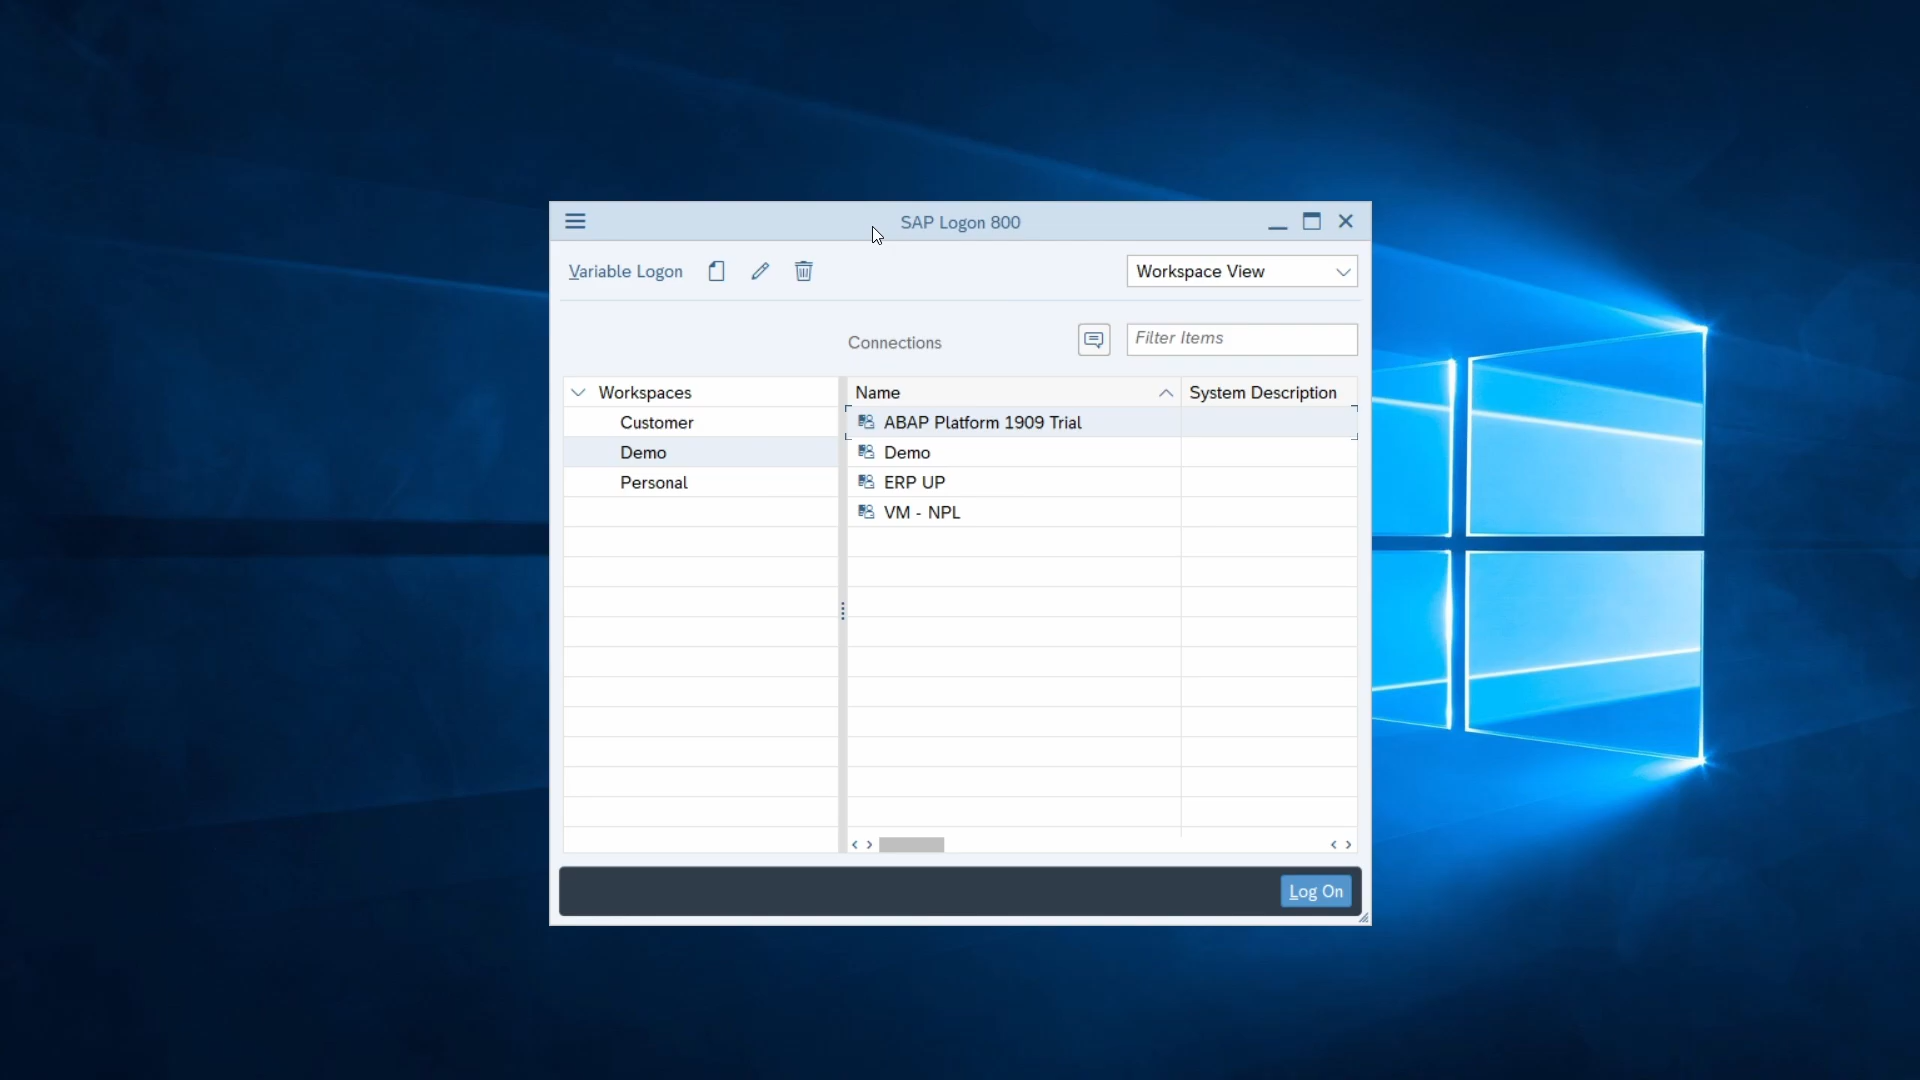 SAP Logon 800
Variable Logon
Workspace View
Connections
Filter Items
Workspaces
Customer
Demo
Personal
Name
System Description
ABAP Platform 1909 Trial
Demo
ERP UP
VM - NPL
Log On